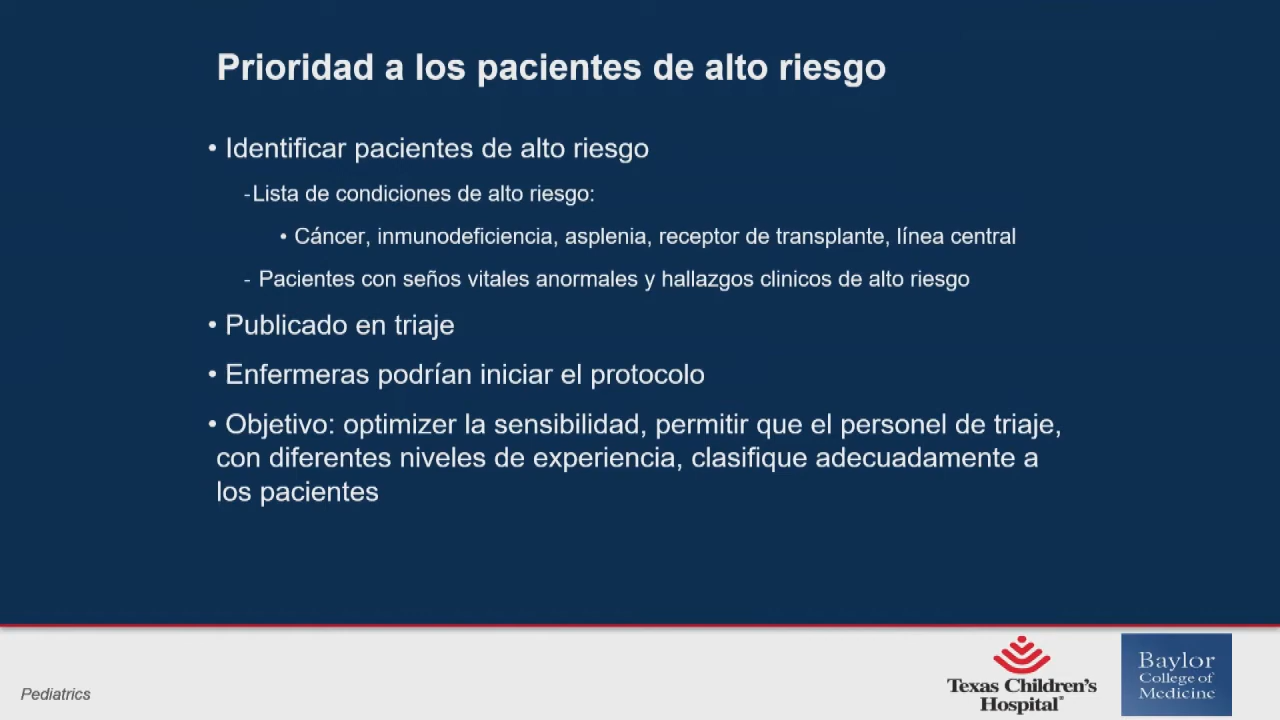 Prioridad a los pacientes de alto riesgo
• Identificar pacientes de alto riesgo
-Lista de condiciones de alto riesgo:
• Cáncer, inmunodeficiencia, asplenia, receptor de transplante, línea central
- Pacientes con seños vitales anormales y hallazgos clinicos de alto riesgo
• Publicado en triaje
• Enfermeras podrían iniciar el protocolo
• Objetivo: optimizer la sensibilidad, permitir que el personel de triaje,
con diferentes niveles de experiencia, clasifique adecuadamente a
los pacientes
Pediatrics
Texas Children's
Hospital®
Baylor
College of
Medicine